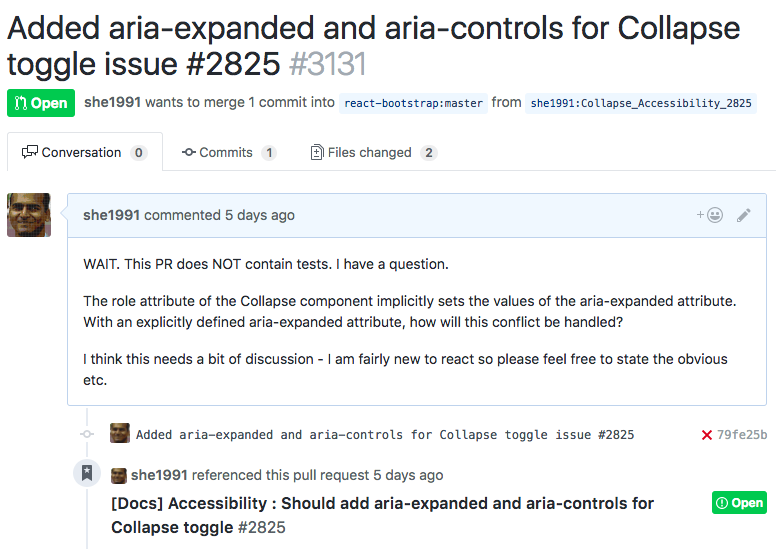 Added aria-expanded and aria-controls for Collapse
toggle issue #2825 #3131
Open she1991 wants to merge 1 commit into react-bootstrap:master from she1991:Collapse_Accessibility_2825
Conversation 0 Commits 1 Files changed 2
she1991 commented 5 days ago
WAIT. This PR does NOT contain tests. I have a question.
The role attribute of the Collapse component implicitly sets the values of the aria-expanded attribute.
With an explicitly defined aria-expanded attribute, how will this conflict be handled?
I think this needs a bit of discussion - I am fairly new to react so please feel free to state the obvious
etc.
Added aria-expanded and aria-controls for Collapse toggle issue #2825 79fe25b
she1991 referenced this pull request 5 days ago
[Docs] Accessibility : Should add aria-expanded and aria-controls for Open
Collapse toggle #2825